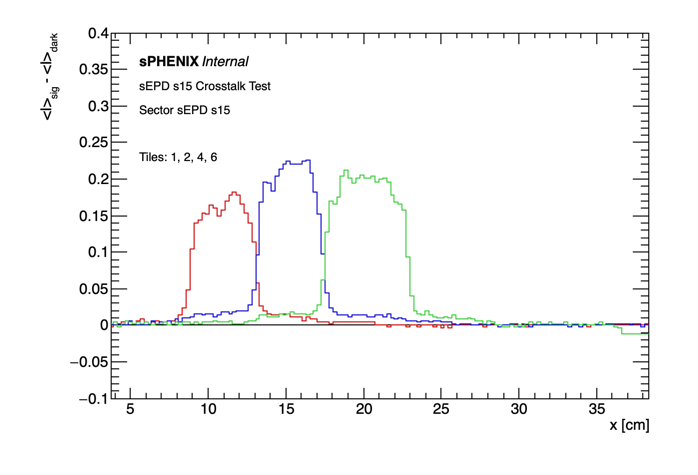 <I>sig - <I>dark
0.4
0.35
0.3
0.25
0.2
0.15
0.1
0.05
0
−0.05
−0.1
sPHENIX Internal
sEPD s15 Crosstalk Test
Sector sEPD s15
Tiles: 1, 2, 4, 6
5 10 15 20 25 30 35
x [cm]